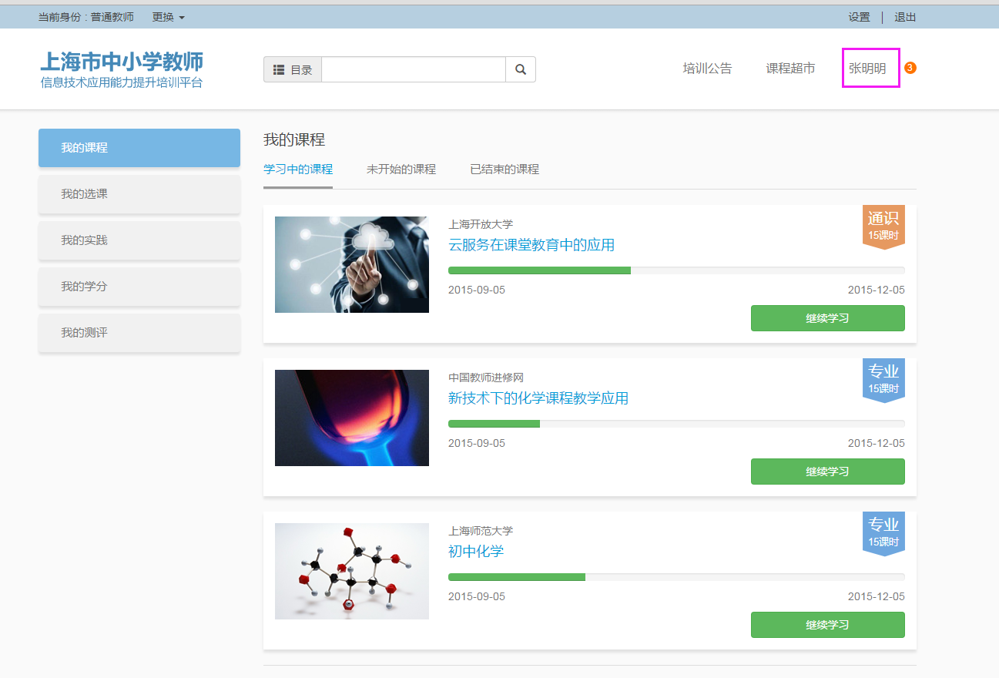 当前身份 : 普通教师 更换 设置 | 退出
上海市中小学教师
信息技术应用能力提升培训平台
目录
培训公告 课程超市 张明明 3
我的课程
我的选课
我的实践
我的学分
我的测评
我的课程
学习中的课程 未开始的课程 已结束的课程
上海开放大学
云服务在课堂教育中的应用
通识
15课时
2015-09-05 2015-12-05
继续学习
中国教师进修网
新技术下的化学课程教学应用
专业
15课时
2015-09-05 2015-12-05
继续学习
上海师范大学
初中化学
专业
15课时
2015-09-05 2015-12-05
继续学习